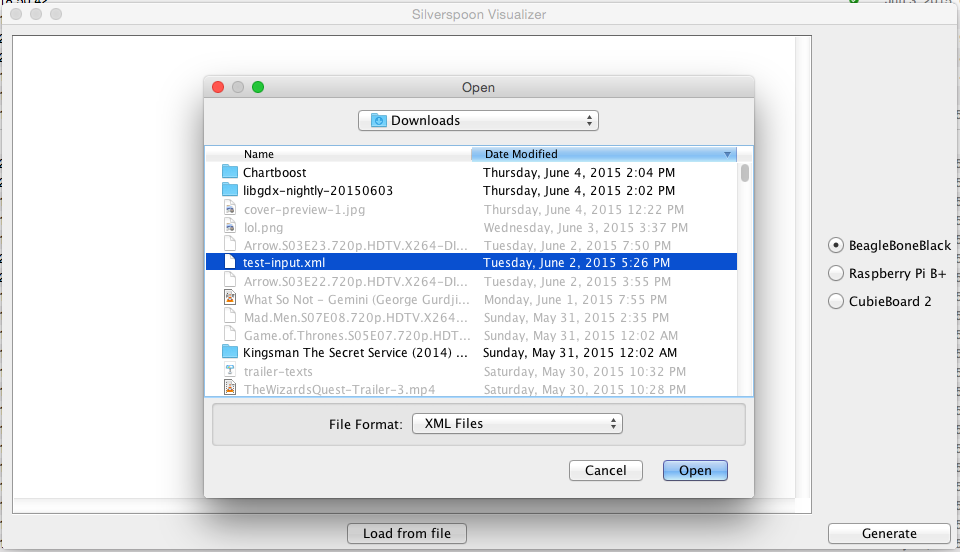 Silverspoon Visualizer
Open
Downloads
Name Date Modified
Chartboost Thursday, June 4, 2015 2:04 PM
libgdx-nightly-20150603 Thursday, June 4, 2015 2:02 PM
cover-preview-1.jpg Thursday, June 4, 2015 12:22 PM
lol.png Wednesday, June 3, 2015 3:37 PM
Arrow.S03E23.720p.HDTV.X264-DI... Tuesday, June 2, 2015 7:50 PM
test-input.xml Tuesday, June 2, 2015 5:26 PM
Arrow.S03E22.720p.HDTV.X264-DI... Tuesday, June 2, 2015 3:55 PM
What So Not – Gemini (George Gurdji... Monday, June 1, 2015 7:55 PM
Mad.Men.S07E08.720p.HDTV.X264... Sunday, May 31, 2015 2:35 PM
Game.of.Thrones.S05E07.720p.HDT... Sunday, May 31, 2015 12:02 AM
Kingsman The Secret Service (2014) ... Sunday, May 31, 2015 12:02 AM
trailer-texts Saturday, May 30, 2015 10:32 PM
TheWizardsQuest-Trailer-3.mp4 Saturday, May 30, 2015 10:28 PM
File Format: XML Files
Cancel Open
BeagleBoneBlack
Raspberry Pi B+
CubieBoard 2
Load from file Generate